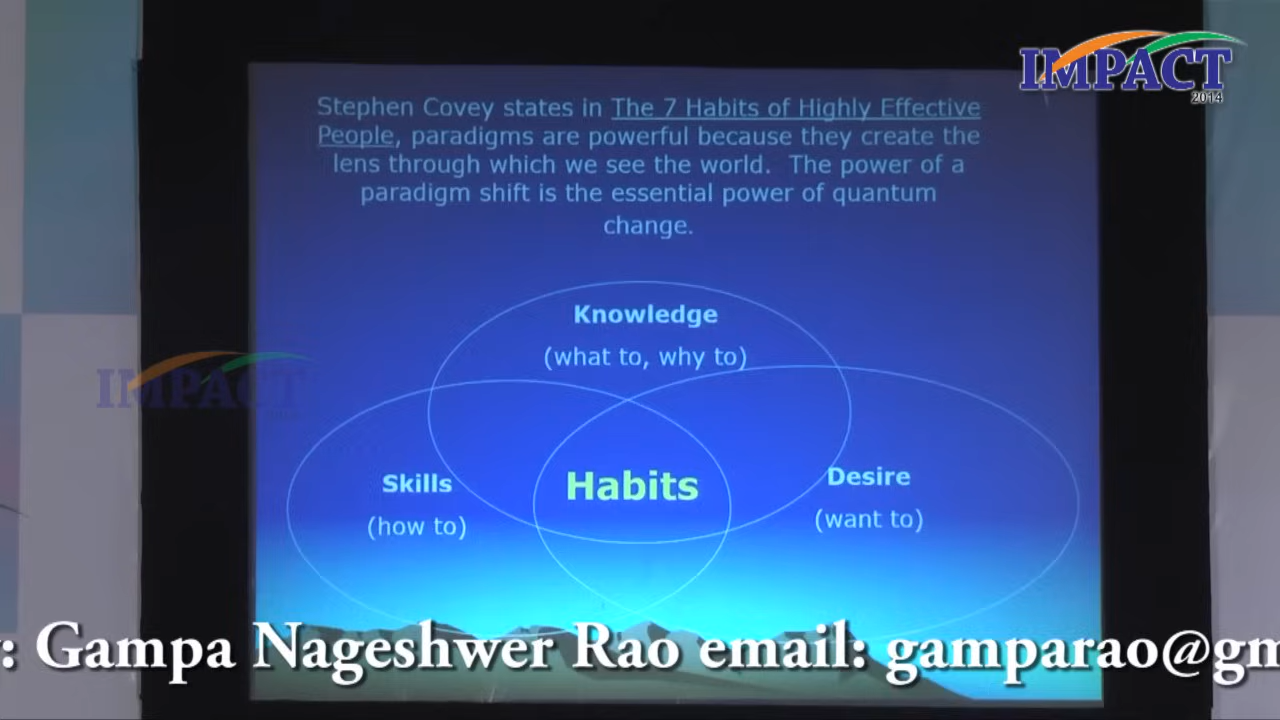 IMPACT
2014
Stephen Covey states in The 7 Habits of Highly Effective
People, paradigms are powerful because they create the
lens through which we see the world. The power of a
paradigm shift is the essential power of quantum
change.
Knowledge
(what to, why to)
IMPACT
Skills
(how to)
Habits
Desire
(want to)
: Gampa Nageshwer Rao email: gamparao@gm